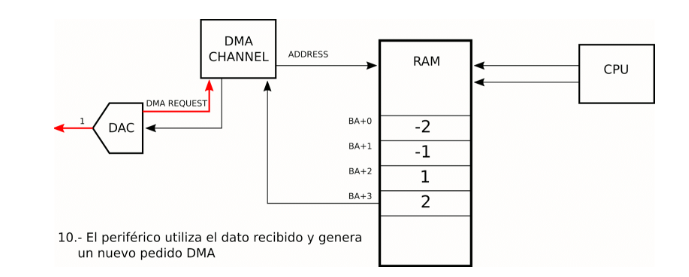 DMA
CHANNEL
ADDRESS
RAM
CPU
DMA REQUEST
1
DAC
BA+0
-2
BA+1
-1
BA+2
1
BA+3
2
10.- El periférico utiliza el dato recibido y genera
un nuevo pedido DMA